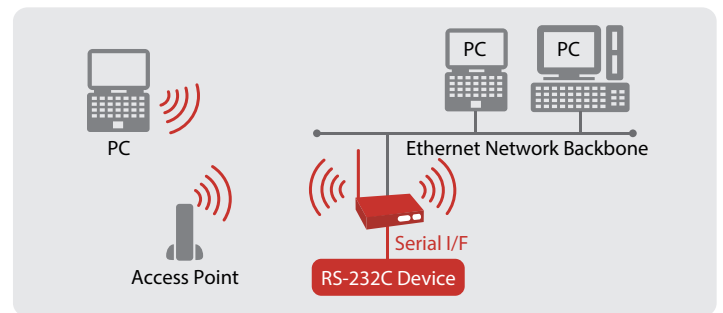 PC
PC
PC
Ethernet Network Backbone
Serial I/F
Access Point
RS-232C Device